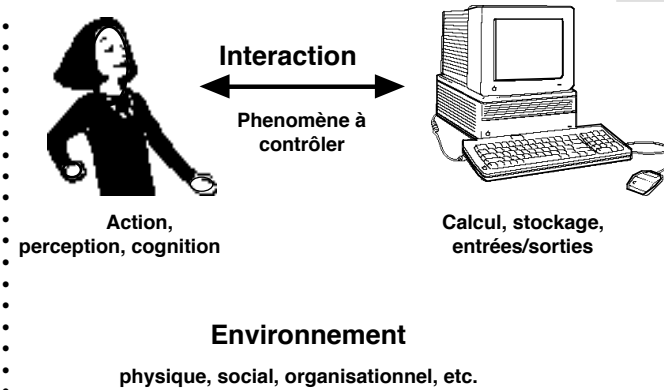 Interaction
Phenomène à
contrôler
Action,
perception, cognition
Calcul, stockage,
entrées/sorties
Environnement
physique, social, organisationnel, etc.